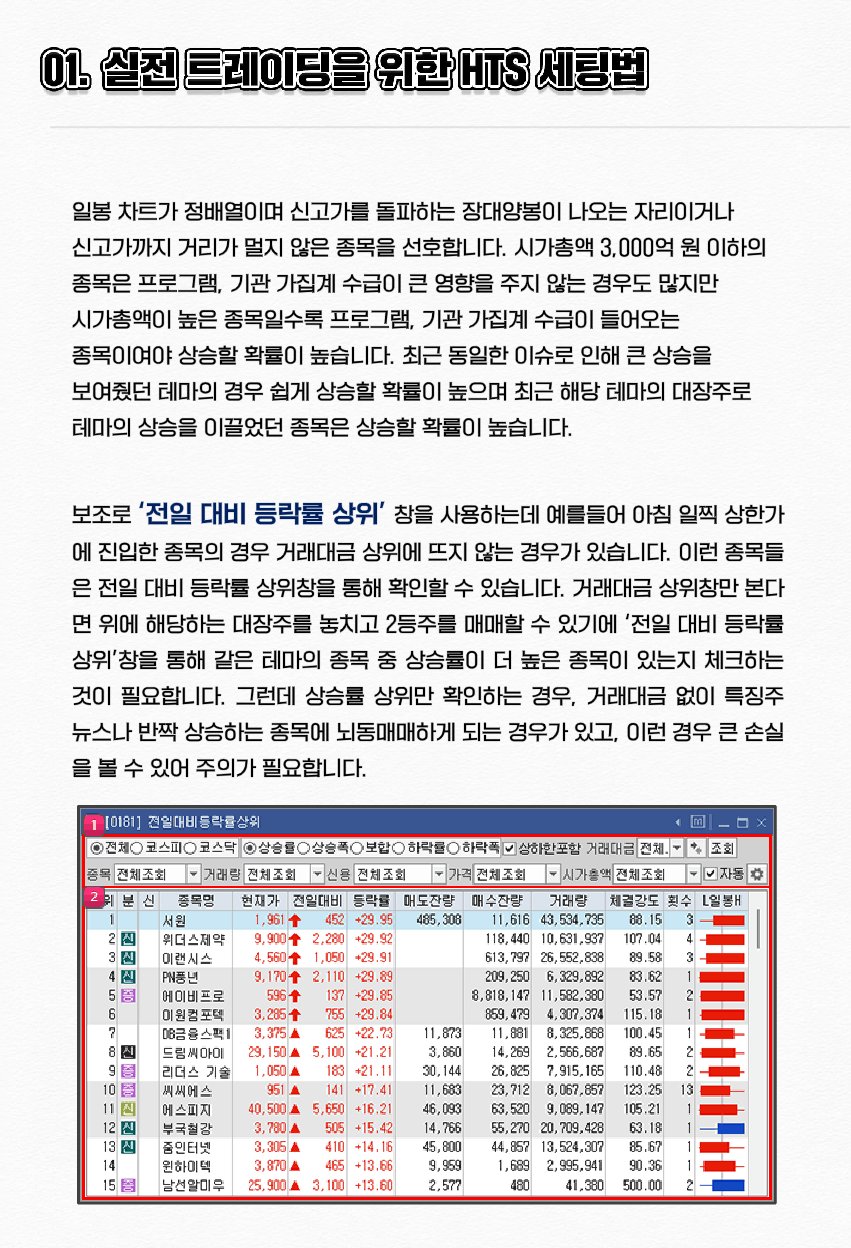 01. 실전 트레이딩을 위한 HTS 세팅법
일봉 차트가 정배열이며 신고가를 돌파하는 장대양봉이 나오는 자리이거나
신고가까지 거리가 멀지 않은 종목을 선호합니다. 시가총액 3,000억 원 이하의
종목은 프로그램, 기관 가집계 수급이 큰 영향을 주지 않는 경우도 많지만
시가총액이 높은 종목일수록 프로그램, 기관 가집계 수급이 들어오는
종목이여야 상승할 확률이 높습니다. 최근 동일한 이슈로 인해 큰 상승을
보여줬던 테마의 경우 쉽게 상승할 확률이 높으며 최근 해당 테마의 대장주로
테마의 상승을 이끌었던 종목은 상승할 확률이 높습니다.
보조로 ‘전일 대비 등락률 상위’ 창을 사용하는데 예를들어 아침 일찍 상한가
에 진입한 종목의 경우 거래대금 상위에 뜨지 않는 경우가 있습니다. 이런 종목들
은 전일 대비 등락률 상위창을 통해 확인할 수 있습니다. 거래대금 상위창만 본다
면 위에 해당하는 대장주를 놓치고 2등주를 매매할 수 있기에 ‘전일 대비 등락률
상위’창을 통해 같은 테마의 종목 중 상승률이 더 높은 종목이 있는지 체크하는
것이 필요합니다. 그런데 상승률 상위만 확인하는 경우, 거래대금 없이 특징주
뉴스나 반짝 상승하는 종목에 뇌동매매하게 되는 경우가 있고, 이런 경우 큰 손실
을 볼 수 있어 주의가 필요합니다.
1 [0181] 전일대비등락률상위
전체 코스피 코스닥 상승률 상승폭 보합 하락률 하락폭 상하한포함 거래대금 전체. 조회
종목 전체조회 거래량 전체조회 신용 전체조회 가격 전체조회 시가총액 전체조회 자동
2 위 분 신 종목명 현재가 전일대비 등락률 매도잔량 매수잔량 거래량 체결강도 횟수 L일봉H
1 서원 1,961 452 +29.95 485,308 11,616 43,534,735 88.15 3
2 신 위더스제약 9,900 2,280 +29.92 118,440 10,631,937 107.04 4
3 신 이랜시스 4,560 1,050 +29.91 613,797 26,552,838 89.58 3
4 신 PN풍년 9,170 2,110 +29.89 209,250 6,329,892 83.62 1
5 증 에이비프로 596 137 +29.85 8,818,147 11,582,380 53.57 2
6 이원컴포텍 3,285 755 +29.84 859,479 4,307,374 115.18 1
7 DB금융스팩1 3,375 625 +22.73 11,873 11,881 8,325,868 100.45 1
8 신 드림씨아이 29,150 5,100 +21.21 3,860 14,269 2,566,687 89.65 2
9 증 리더스 기술 1,050 183 +21.11 30,144 26,825 7,915,165 110.48 2
10 증 씨씨에스 951 141 +17.41 11,683 23,712 8,067,857 123.25 13
11 신 에스피지 40,500 5,650 +16.21 46,093 63,520 9,089,147 105.21 1
12 신 부국철강 3,780 505 +15.42 14,766 55,270 20,709,428 63.18 1
13 신 줌인터넷 3,305 410 +14.16 45,800 44,857 13,524,307 85.67 1
14 원하이텍 3,870 465 +13.66 9,959 1,689 2,995,941 90.36 1
15 증 남선알미우 25,900 3,100 +13.60 2,577 480 41,380 500.00 2